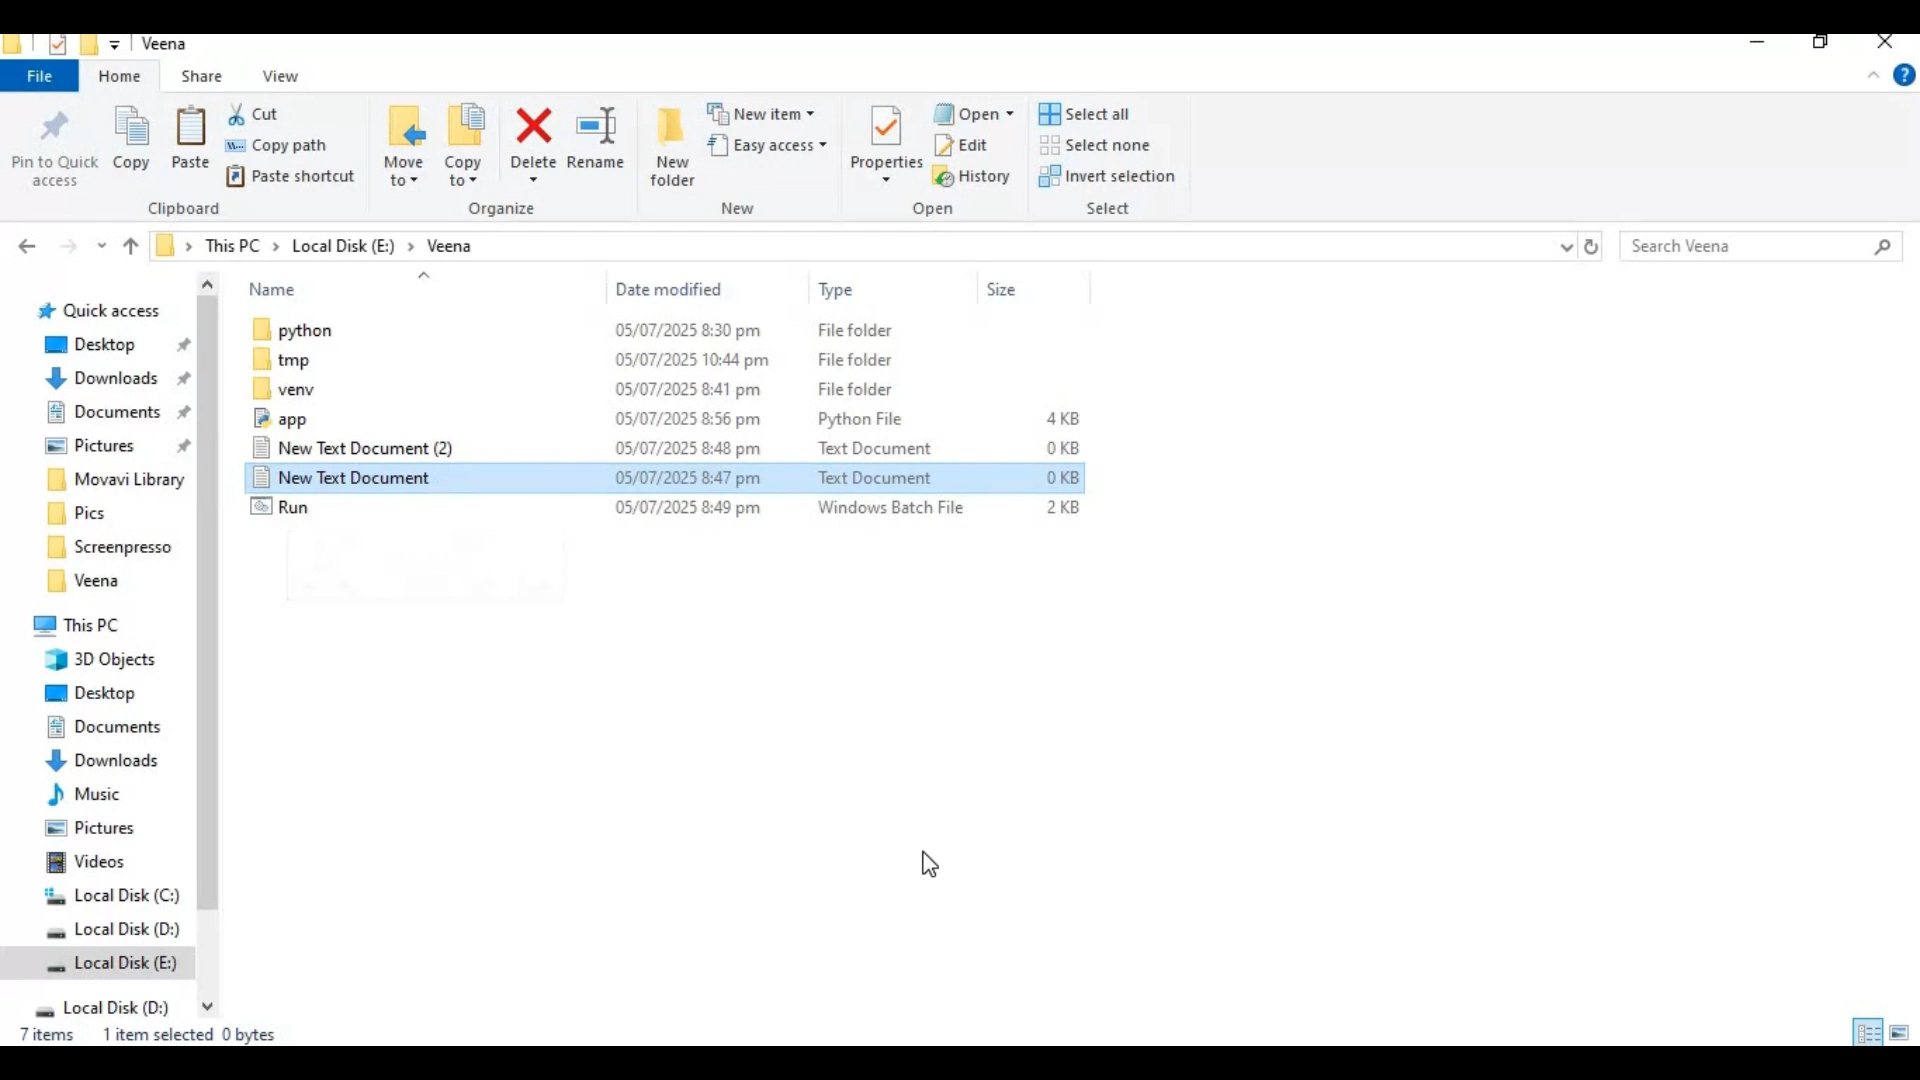 Veena
File Home Share View
Pin to Quick access
Copy
Paste
Cut
Copy path
Paste shortcut
Clipboard
Move to
Copy to
Delete
Rename
Organize
New folder
New item
Easy access
New
Properties
Open
Edit
History
Open
Select all
Select none
Invert selection
Select
This PC > Local Disk (E:) > Veena
Search Veena
Name Date modified Type Size
python 05/07/2025 8:30 pm File folder
tmp 05/07/2025 10:44 pm File folder
venv 05/07/2025 8:41 pm File folder
app 05/07/2025 8:56 pm Python File 4 KB
New Text Document (2) 05/07/2025 8:48 pm Text Document 0 KB
New Text Document 05/07/2025 8:47 pm Text Document 0 KB
Run 05/07/2025 8:49 pm Windows Batch File 2 KB
Quick access
Desktop
Downloads
Documents
Pictures
Movavi Library
Pics
Screenpresso
Veena
This PC
3D Objects
Desktop
Documents
Downloads
Music
Pictures
Videos
Local Disk (C:)
Local Disk (D:)
Local Disk (E:)
Local Disk (D:)
7 items 1 item selected 0 bytes